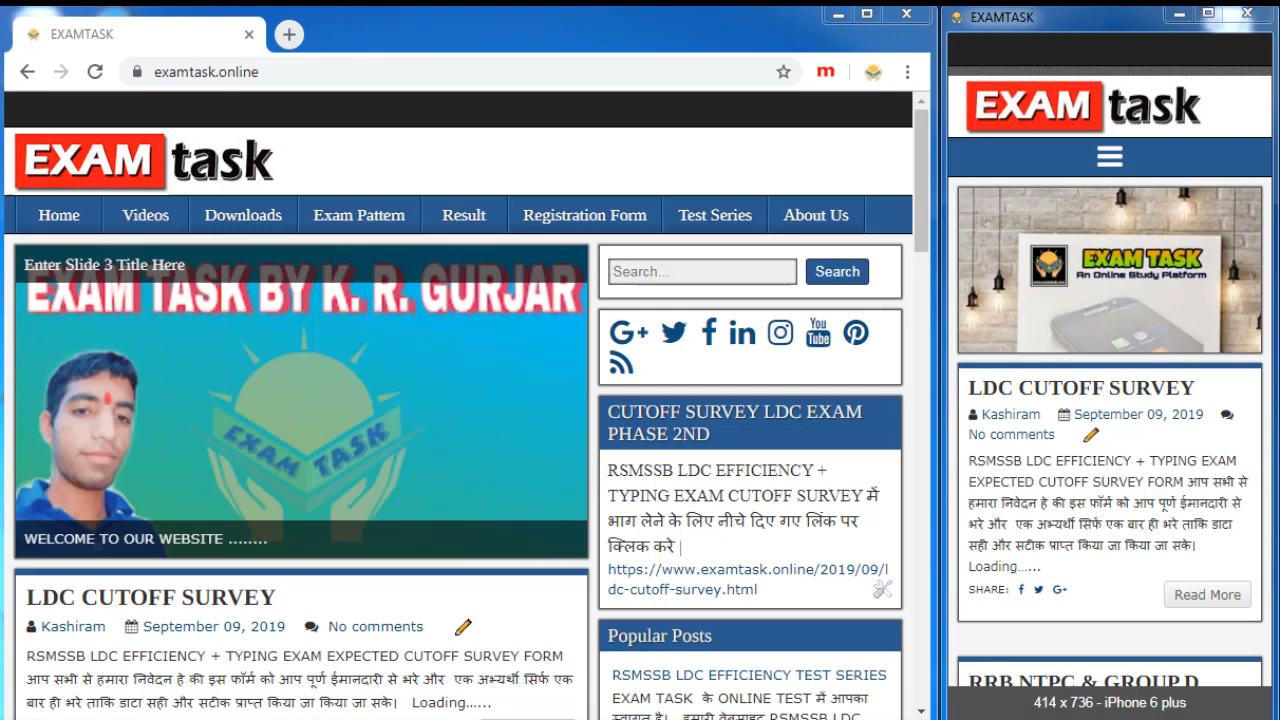 EXAMTASK
examtask.online
m
EXAM task
Home Videos Downloads Exam Pattern Result Registration Form Test Series About Us
Enter Slide 3 Title Here
EXAM TASK BY K. R. GURJAR
EXAM TASK
WELCOME TO OUR WEBSITE ........
LDC CUTOFF SURVEY
Kashiram September 09, 2019 No comments
RSMSSB LDC EFFICIENCY + TYPING EXAM EXPECTED CUTOFF SURVEY FORM
आप सभी से हमारा निवेदन हे की इस फॉर्म को आप पूर्ण ईमानदारी से भरे और एक अभ्यर्थी सिर्फ एक
बार ही भरे ताकि डाटा सही और सटीक प्राप्त किया जा किया जा सके। Loading…...
Search...
Search
G+ You Tube
CUTOFF SURVEY LDC EXAM
PHASE 2ND
RSMSSB LDC EFFICIENCY +
TYPING EXAM CUTOFF SURVEY में
भाग लेने के लिए नीचे दिए गए लिंक पर
क्लिक करे |
https://www.examtask.online/2019/09/l
dc-cutoff-survey.html
Popular Posts
RSMSSB LDC EFFICIENCY TEST SERIES
EXAM TASK के ONLINE TEST में आपका
स्वागत है। हमारी वेबसाइट RSMSSB LDC
EXAMTASK
EXAM task
EXAM TASK
An Online Study Platform
LDC CUTOFF SURVEY
Kashiram September 09, 2019
No comments
RSMSSB LDC EFFICIENCY + TYPING EXAM
EXPECTED CUTOFF SURVEY FORM आप सभी से
हमारा निवेदन हे की इस फॉर्म को आप पूर्ण ईमानदारी से
भरे और एक अभ्यर्थी सिर्फ एक बार ही भरे ताकि डाटा
सही और सटीक प्राप्त किया जा किया जा सके।
Loading…...
SHARE: G+
Read More
RRB NTPC & GROUP D
414 x 736 - iPhone 6 plus